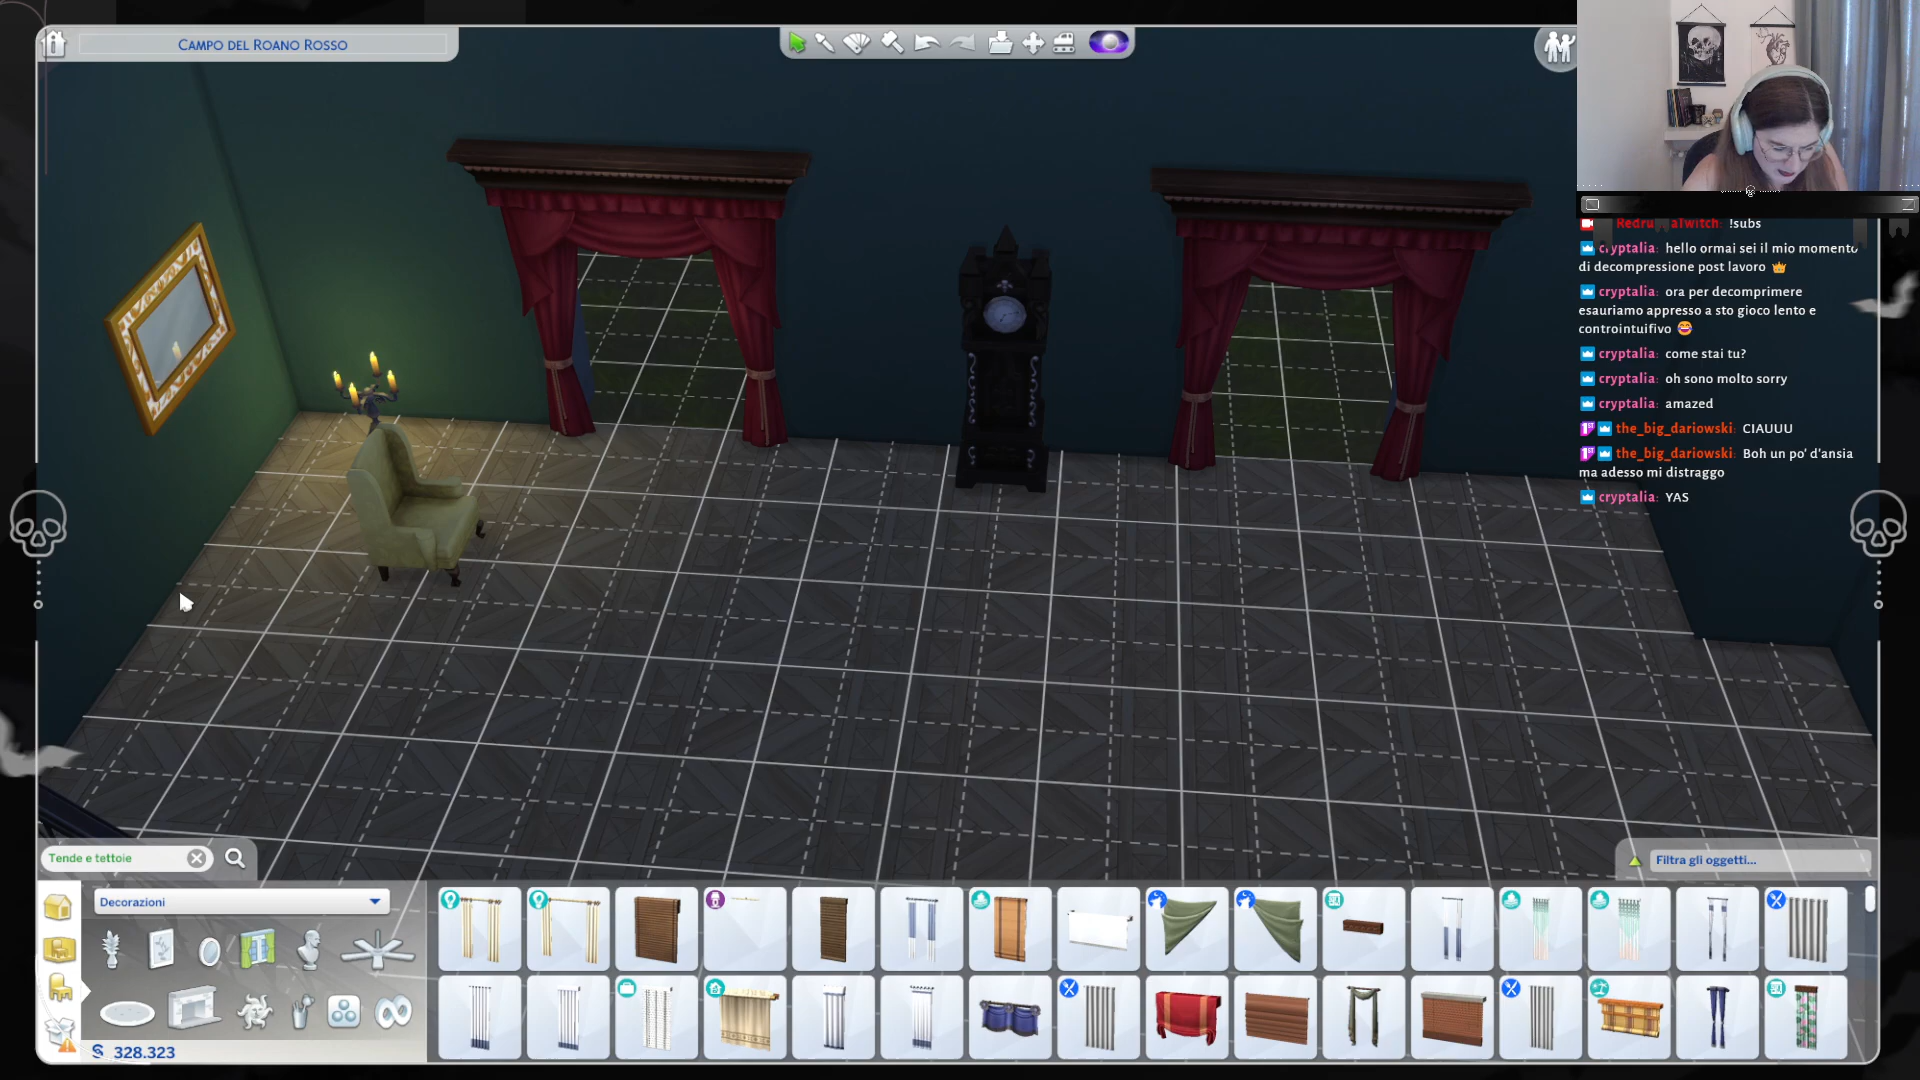 CAMPO DEL ROANO ROSSO
!subs
cryptalia: hello ormai sei il mio momento
di decompressione post lavoro
cryptalia: ora per decomprimere
esauriamo appresso a sto gioco lento e
controintuifivo
cryptalia: come stai tu?
cryptalia: oh sono molto sorry
cryptalia: amazed
the_big_dariowski: CIAUUU
the_big_dariowski: Boh un po' d'ansia
ma adesso mi distraggo
cryptalia: YAS
Tende e tettoie
Filtra gli oggetti...
Decorazioni
328.323